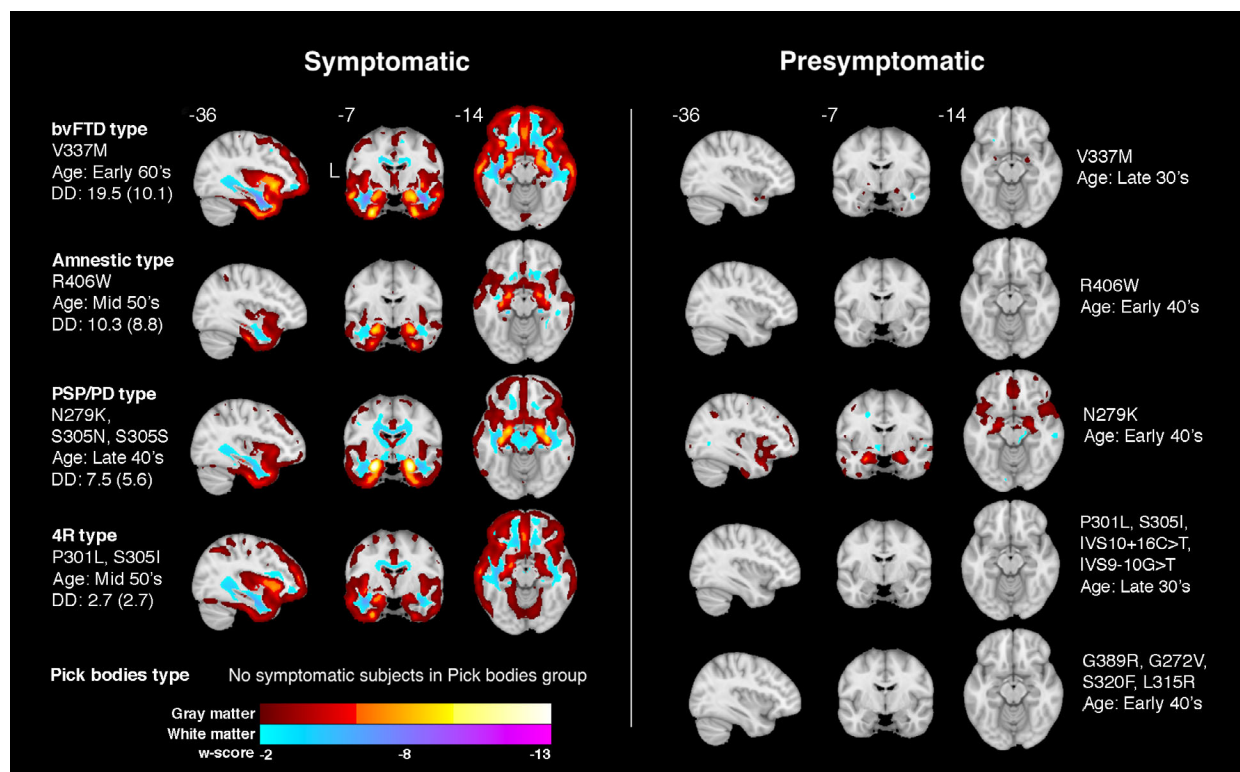 Symptomatic
Presymptomatic
-36
-7
-14
-36
-7
-14
bvFTD type
V337M
Age: Early 60's
DD: 19.5 (10.1)
L
V337M
Age: Late 30's
Amnestic type
R406W
Age: Mid 50's
DD: 10.3 (8.8)
R406W
Age: Early 40's
PSP/PD type
N279K,
S305N, S305S
Age: Late 40's
DD: 7.5 (5.6)
N279K
Age: Early 40's
4R type
P301L, S305I
Age: Mid 50's
DD: 2.7 (2.7)
P301L, S305I,
IVS10+16C>T,
IVS9-10G>T
Age: Late 30's
Pick bodies type
No symptomatic subjects in Pick bodies group
G389R, G272V,
S320F, L315R
Age: Early 40's
Gray matter
White matter
w-score
-2
-8
-13